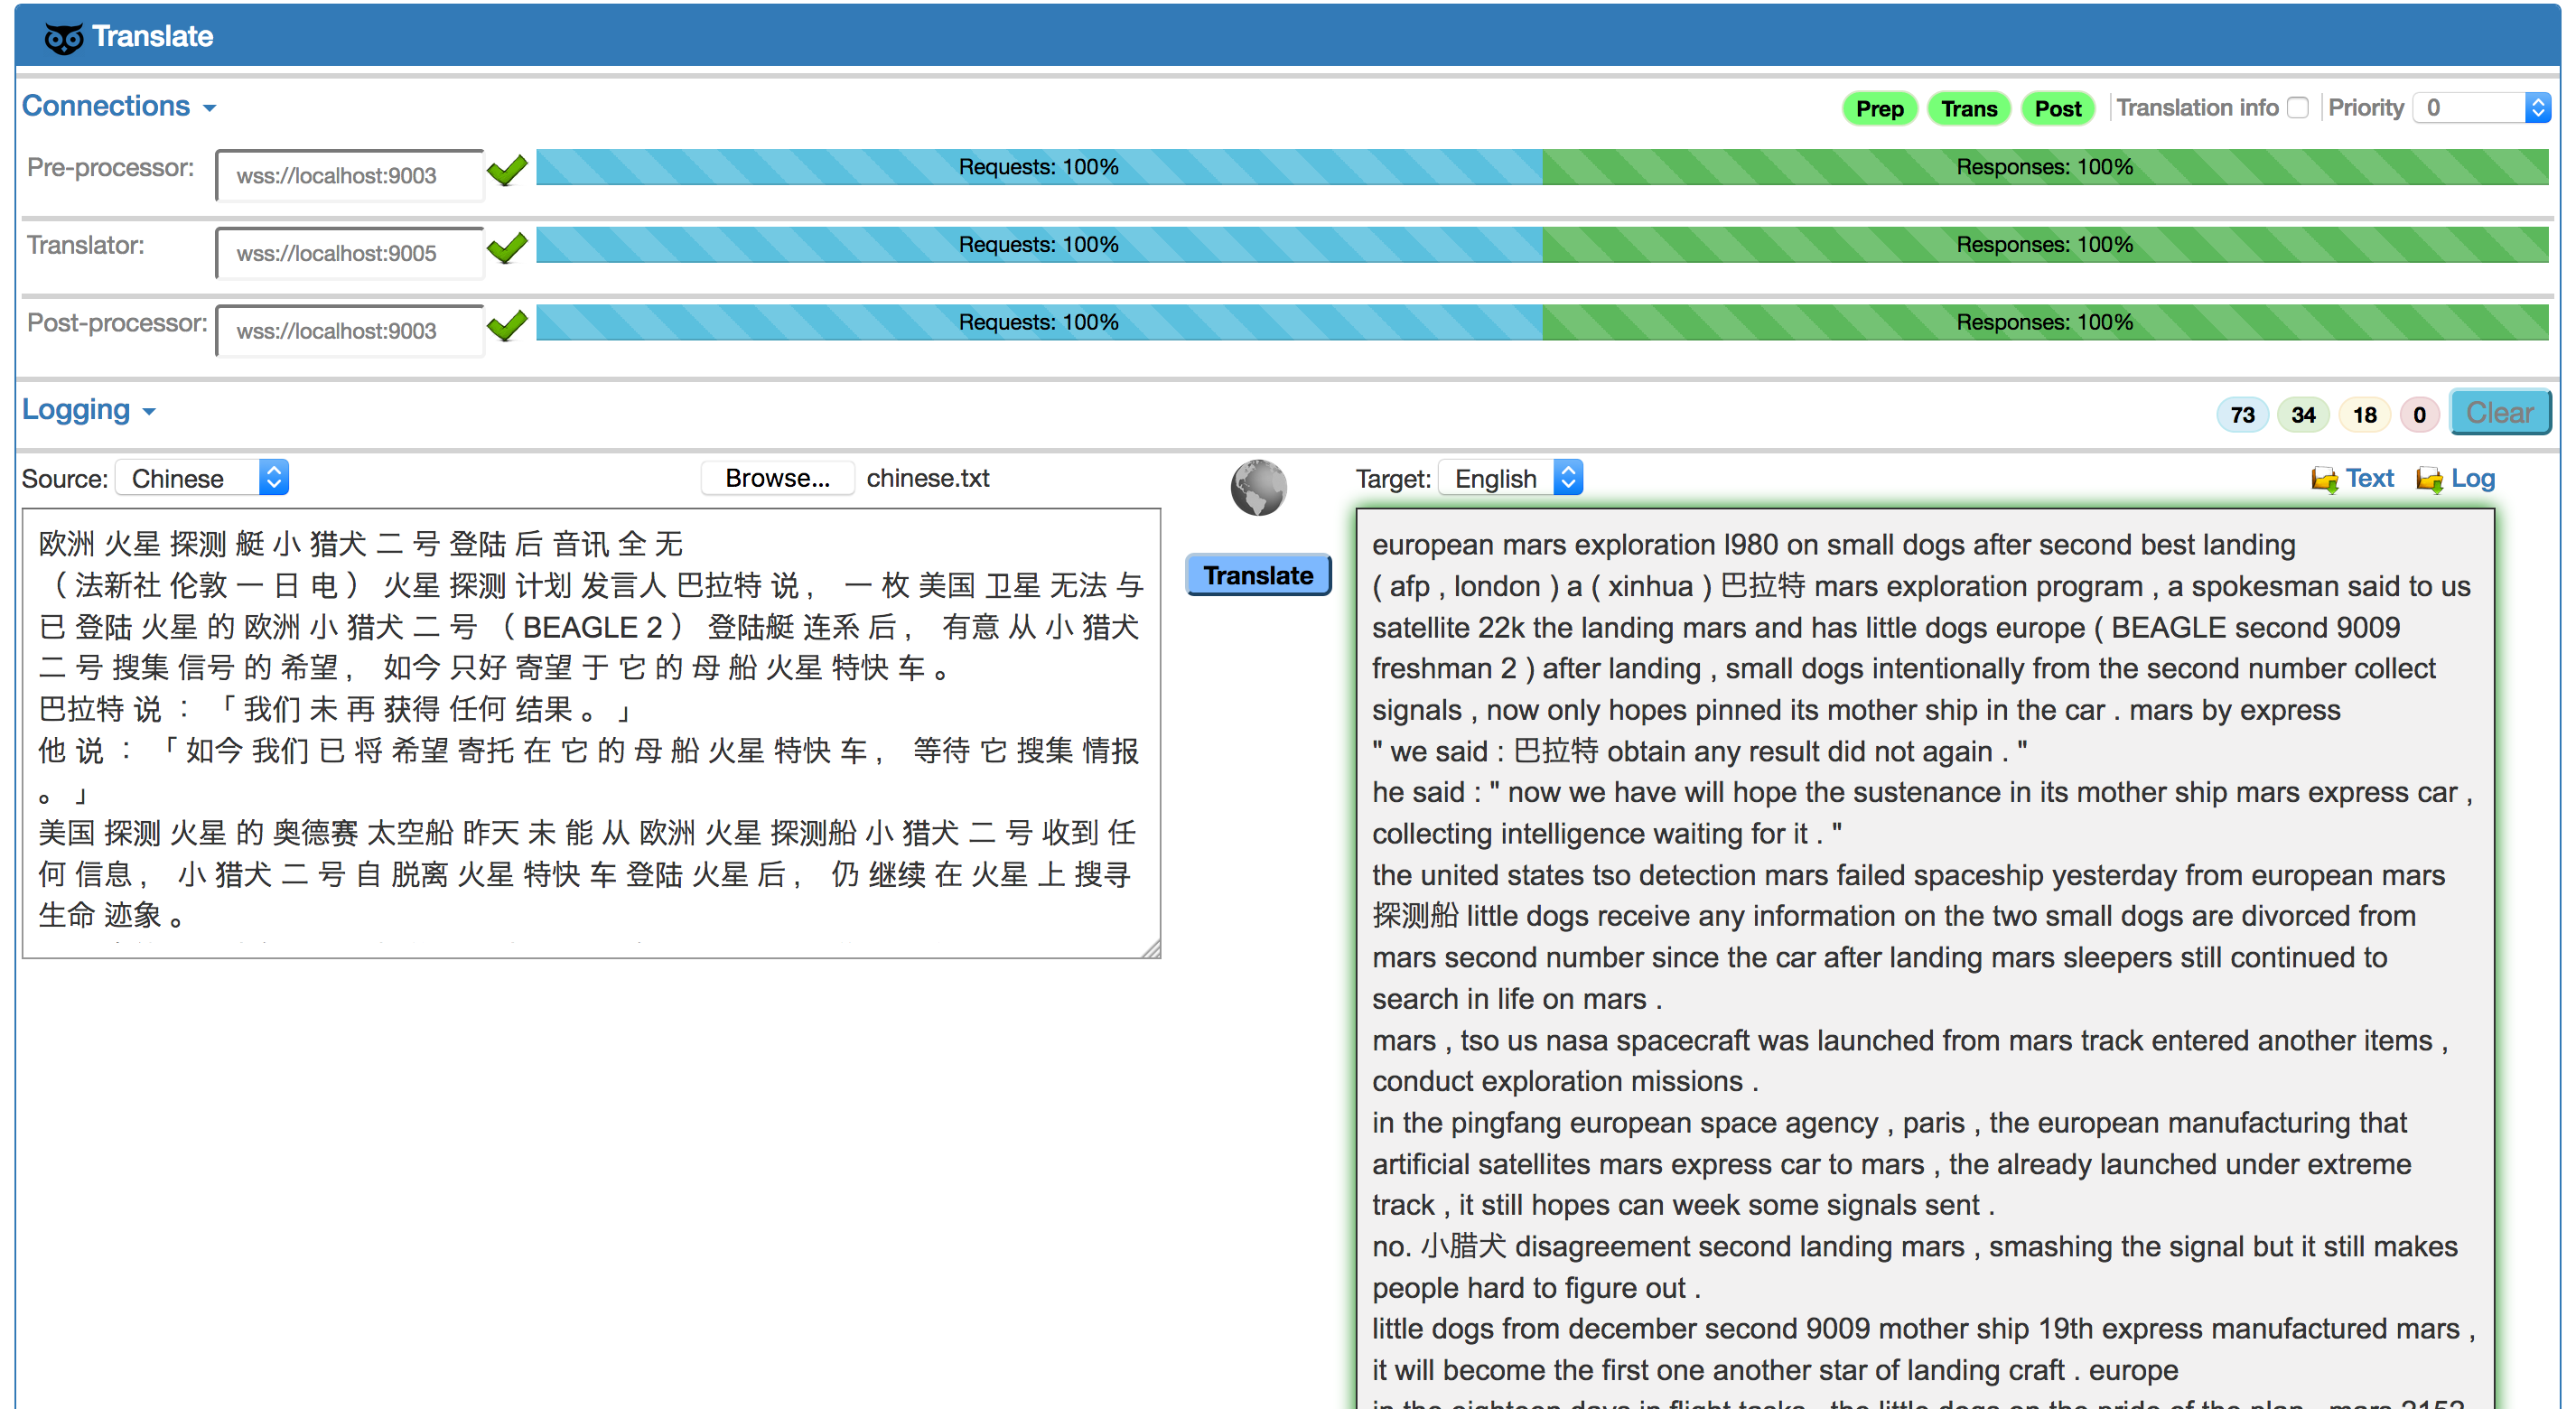 Translate
Connections
Prep Trans Post Translation info Priority 0
Pre-processor: wss://localhost:9003 Requests: 100% Responses: 100%
Translator: wss://localhost:9005 Requests: 100% Responses: 100%
Post-processor: wss://localhost:9003 Requests: 100% Responses: 100%
Logging 73 34 18 0 Clear
Source: Chinese Browse... chinese.txt Target: English Text Log
欧洲 火星 探测 艇 小 猎犬 二 号 登陆 后 音讯 全 无
（ 法新社 伦敦 一 日 电 ） 火星 探测 计划 发言人 巴拉特 说 ， 一 枚 美国 卫星 无法 与
已 登陆 火星 的 欧洲 小 猎犬 二 号 （ BEAGLE 2 ） 登陆艇 连系 后 ， 有意 从 小 猎犬
二 号 搜集 信号 的 希望 ， 如今 只好 寄望 于 它 的 母 船 火星 特快 车 。
巴拉特 说 ： 「 我们 未 再 获得 任何 结果 。 」
他 说 ： 「 如今 我们 已 将 希望 寄托 在 它 的 母 船 火星 特快 车 ， 等待 它 搜集 情报
。 」
美国 探测 火星 的 奥德赛 太空船 昨天 未 能 从 欧洲 火星 探测船 小 猎犬 二 号 收到 任
何 信息 ， 小 猎犬 二 号 自 脱离 火星 特快 车 登陆 火星 后 ， 仍 继续 在 火星 上 搜寻
生命 迹象 。
Translate
european mars exploration l980 on small dogs after second best landing
( afp , london ) a ( xinhua ) 巴拉特 mars exploration program , a spokesman said to us
satellite 22k the landing mars and has little dogs europe ( BEAGLE second 9009
freshman 2 ) after landing , small dogs intentionally from the second number collect
signals , now only hopes pinned its mother ship in the car . mars by express
" we said : 巴拉特 obtain any result did not again . "
he said : " now we have will hope the sustenance in its mother ship mars express car ,
collecting intelligence waiting for it . "
the united states tso detection mars failed spaceship yesterday from european mars
探测船 little dogs receive any information on the two small dogs are divorced from
mars second number since the car after landing mars sleepers still continued to
search in life on mars .
mars , tso us nasa spacecraft was launched from mars track entered another items ,
conduct exploration missions .
in the pingfang european space agency , paris , the european manufacturing that
artificial satellites mars express car to mars , the already launched under extreme
track , it still hopes can week some signals sent .
no. 小腊犬 disagreement second landing mars , smashing the signal but it still makes
people hard to figure out .
little dogs from december second 9009 mother ship 19th express manufactured mars ,
it will become the first one another star of landing craft . europe
in the eighteen days in flight tasks , the little dogs on the pride of the plan , mars 2152